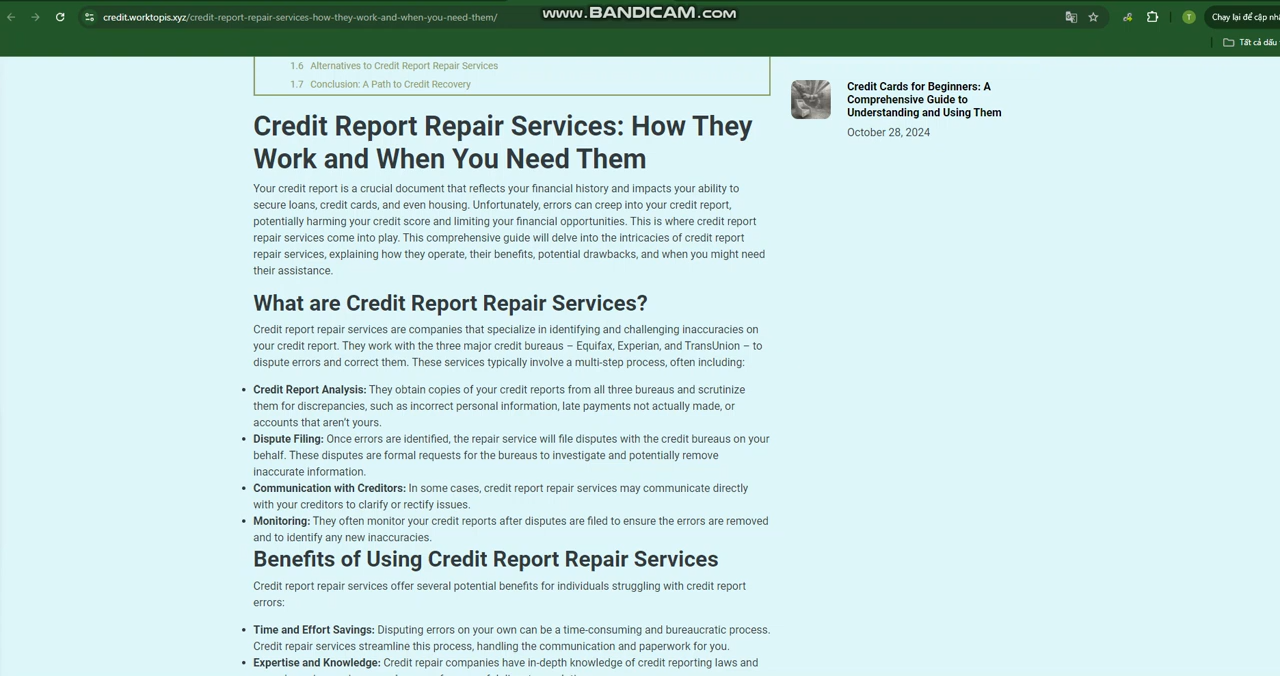 www.BANDICAM.com
credit.worktopis.xyz/credit-report-repair-services-how-they-work-and-when-you-need-them/
T
Chạy lại để cập nhậ
Tất cả dấu
1.6 Alternatives to Credit Report Repair Services
1.7 Conclusion: A Path to Credit Recovery
Credit Report Repair Services: How They
Work and When You Need Them
Your credit report is a crucial document that reflects your financial history and impacts your ability to
secure loans, credit cards, and even housing. Unfortunately, errors can creep into your credit report,
potentially harming your credit score and limiting your financial opportunities. This is where credit report
repair services come into play. This comprehensive guide will delve into the intricacies of credit report
repair services, explaining how they operate, their benefits, potential drawbacks, and when you might need
their assistance.
What are Credit Report Repair Services?
Credit report repair services are companies that specialize in identifying and challenging inaccuracies on
your credit report. They work with the three major credit bureaus – Equifax, Experian, and TransUnion – to
dispute errors and correct them. These services typically involve a multi-step process, often including:
• Credit Report Analysis: They obtain copies of your credit reports from all three bureaus and scrutinize
them for discrepancies, such as incorrect personal information, late payments not actually made, or
accounts that aren't yours.
• Dispute Filing: Once errors are identified, the repair service will file disputes with the credit bureaus on your
behalf. These disputes are formal requests for the bureaus to investigate and potentially remove
inaccurate information.
• Communication with Creditors: In some cases, credit report repair services may communicate directly
with your creditors to clarify or rectify issues.
• Monitoring: They often monitor your credit reports after disputes are filed to ensure the errors are removed
and to identify any new inaccuracies.
Benefits of Using Credit Report Repair Services
Credit report repair services offer several potential benefits for individuals struggling with credit report
errors:
• Time and Effort Savings: Disputing errors on your own can be a time-consuming and bureaucratic process.
Credit repair services streamline this process, handling the communication and paperwork for you.
• Expertise and Knowledge: Credit repair companies have in-depth knowledge of credit reporting laws and
Credit Cards for Beginners: A
Comprehensive Guide to
Understanding and Using Them
October 28, 2024